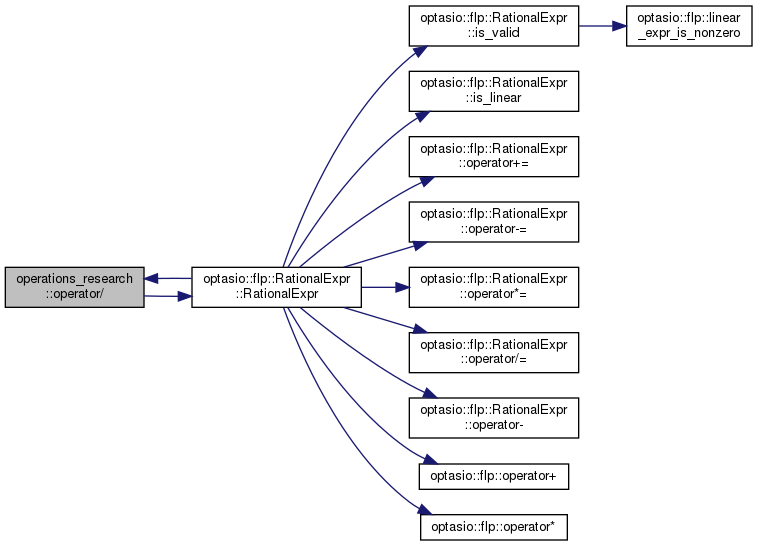 optasio::flp::RationalExpr
::is_valid
optasio::flp::linear
_expr_is_nonzero
optasio::flp::RationalExpr
::is_linear
optasio::flp::RationalExpr
::operator+=
optasio::flp::RationalExpr
::operator-=
operations_research
::operator/
optasio::flp::RationalExpr
::RationalExpr
optasio::flp::RationalExpr
::operator*=
optasio::flp::RationalExpr
::operator/=
optasio::flp::RationalExpr
::operator-
optasio::flp::operator+
optasio::flp::operator*